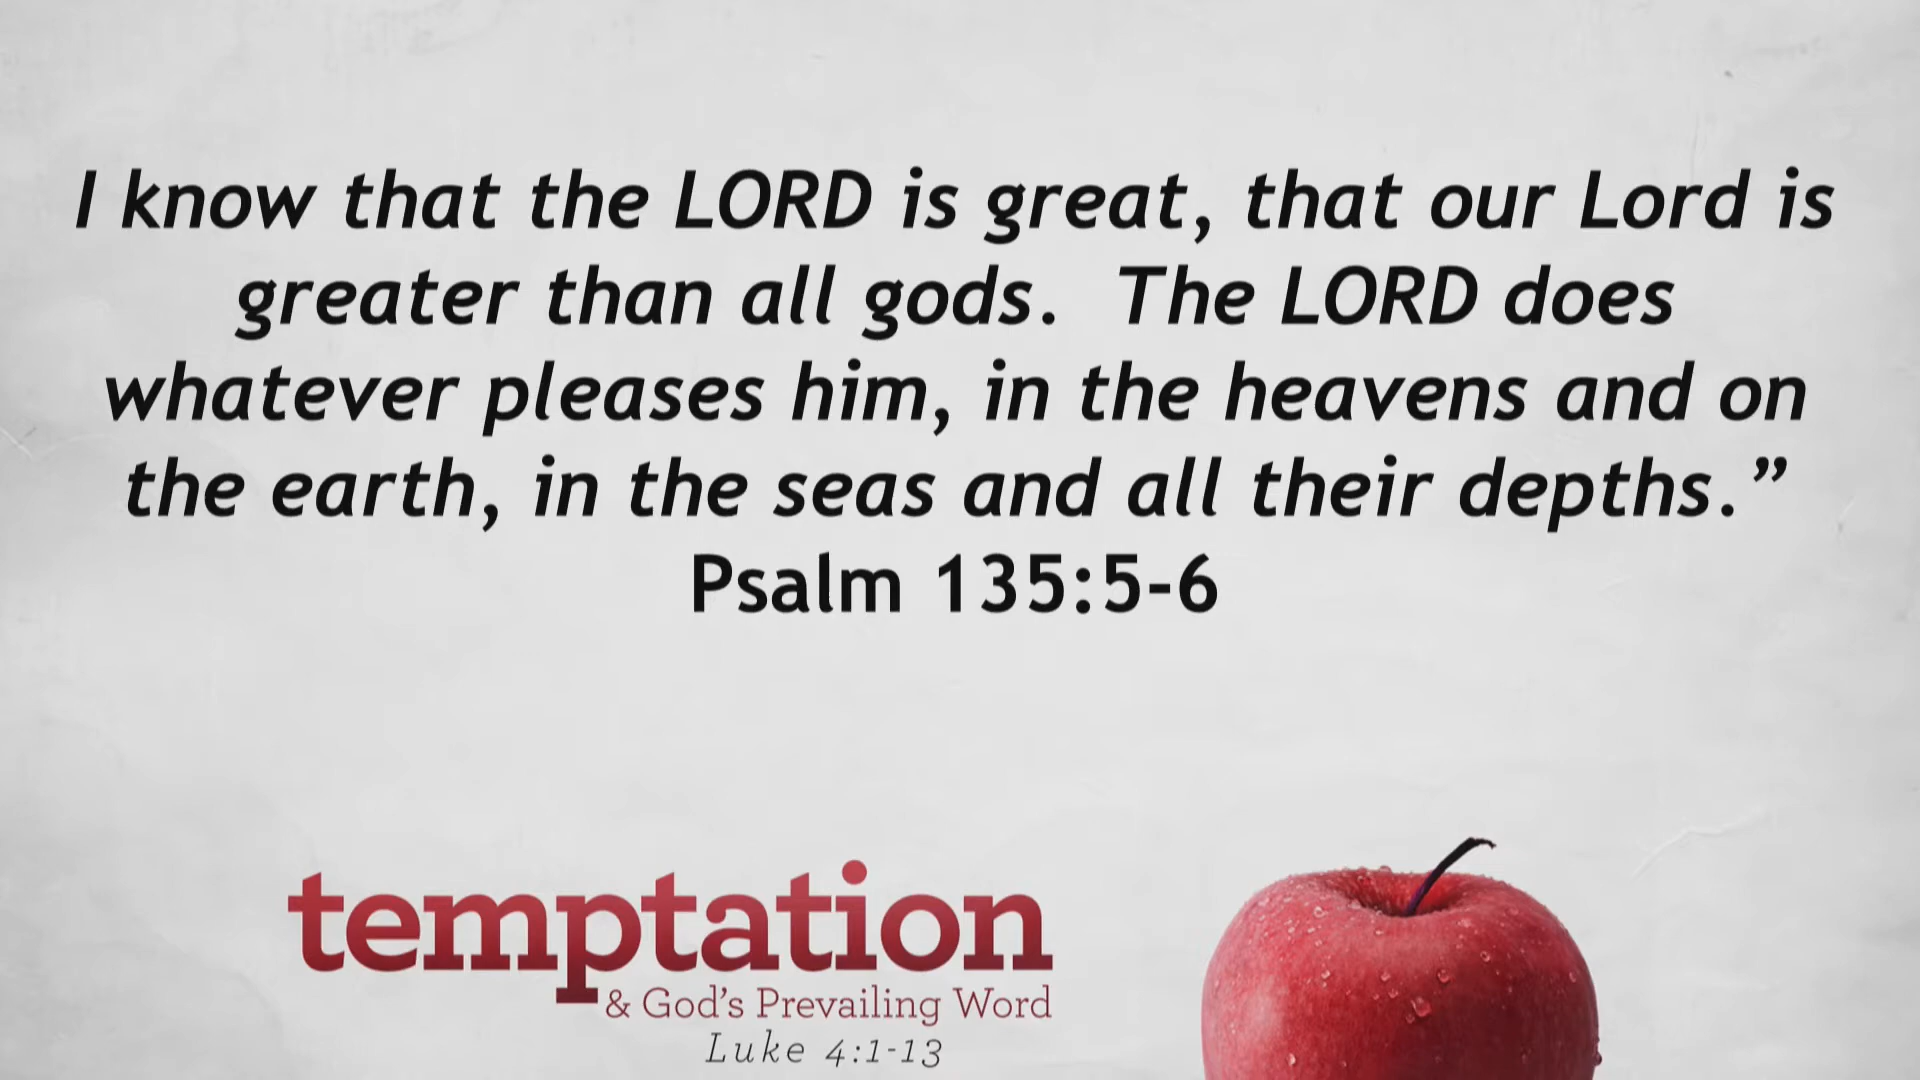 I know that the LORD is great, that our Lord is
greater than all gods.  The LORD does
whatever pleases him, in the heavens and on
the earth, in the seas and all their depths.”
Psalm 135:5-6
temptation
& God’s Prevailing Word
Luke 4:1-13